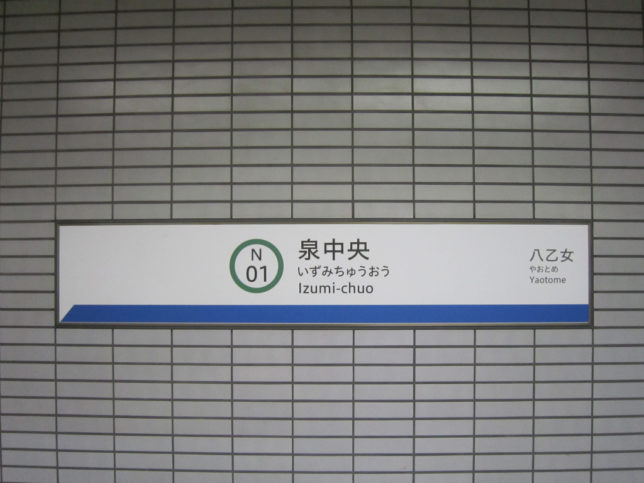 N
01
泉中央
いずみちゅうおう
Izumi-chuo
八乙女
やおとめ
Yaotome